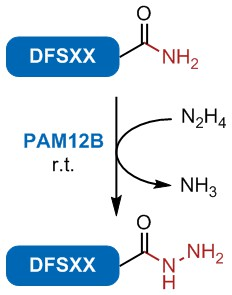 O
DFSXX
NH2
N2H4
PAM12B
r.t.
NH3
O
NH2
DFSXX
N
H